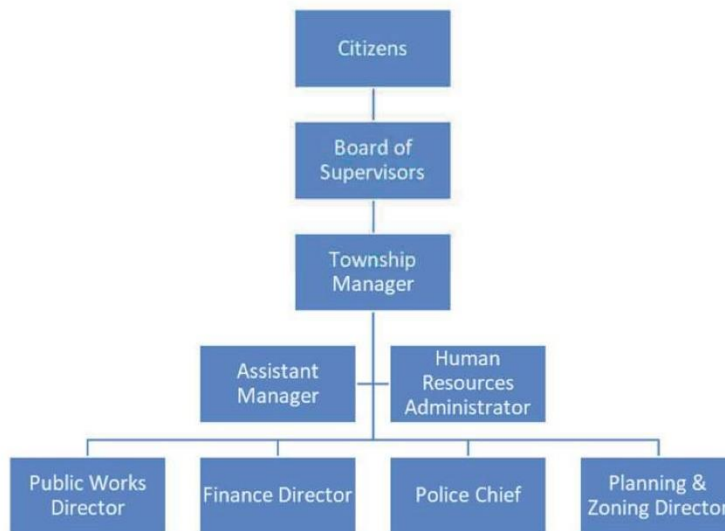 Citizens
Board of
Supervisors
Township
Manager
Assistant
Manager
Human
Resources
Administrator
Public Works
Director
Finance Director
Police Chief
Planning &
Zoning Director